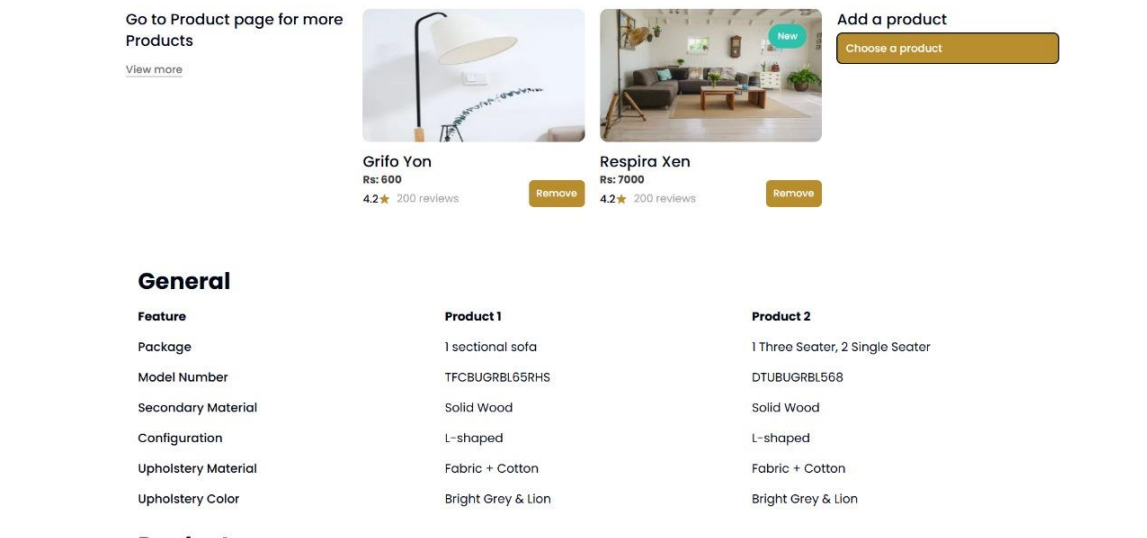 Go to Product page for more
Products
View more
New
Grifo Yon
Rs: 600
4.2★ 200 reviews
Remove
Respira Xen
Rs: 7000
4.2★ 200 reviews
Remove
Add a product
Choose a product
General
Feature Product 1 Product 2
Package 1 sectional sofa 1 Three Seater, 2 Single Seater
Model Number TFCBUGRBL65RHS DTUBUGRBL568
Secondary Material Solid Wood Solid Wood
Configuration L-shaped L-shaped
Upholstery Material Fabric + Cotton Fabric + Cotton
Upholstery Color Bright Grey & Lion Bright Grey & Lion